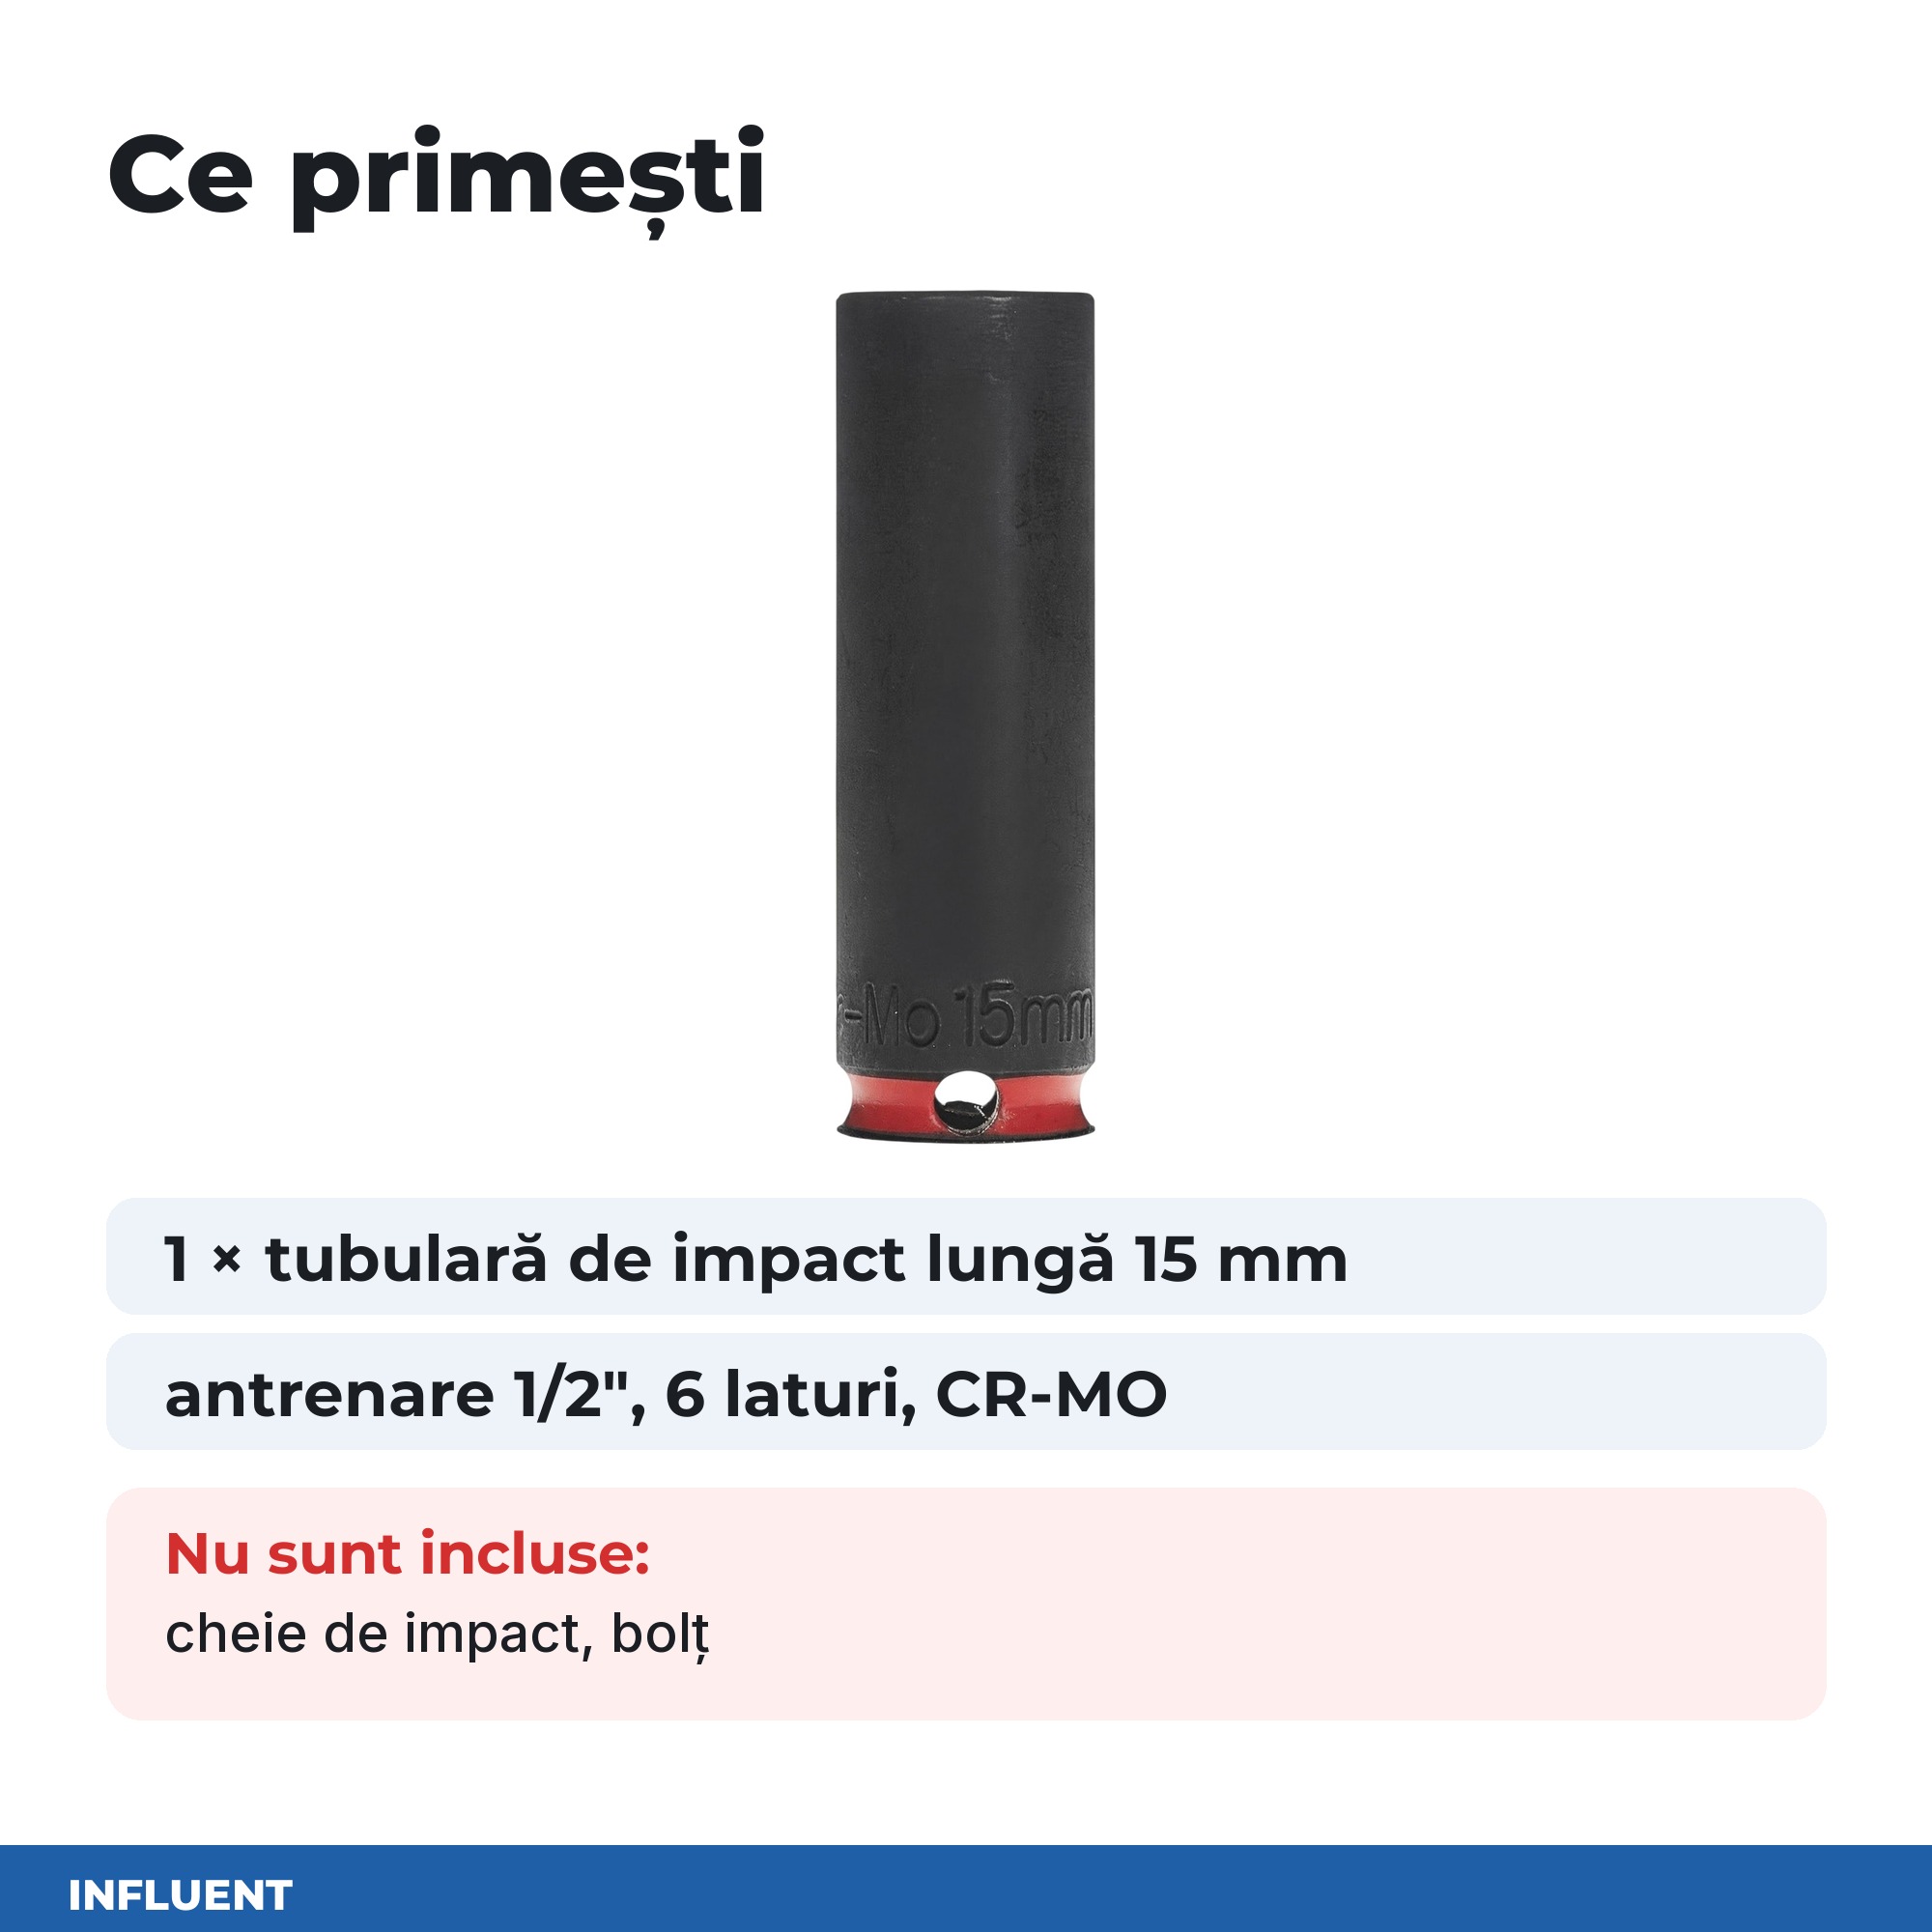 Ce primești
-Mo 15mm
1 × tubulară de impact lungă 15 mm
antrenare 1/2", 6 laturi, CR-MO
Nu sunt incluse:
cheie de impact, bolț
INFLUENT